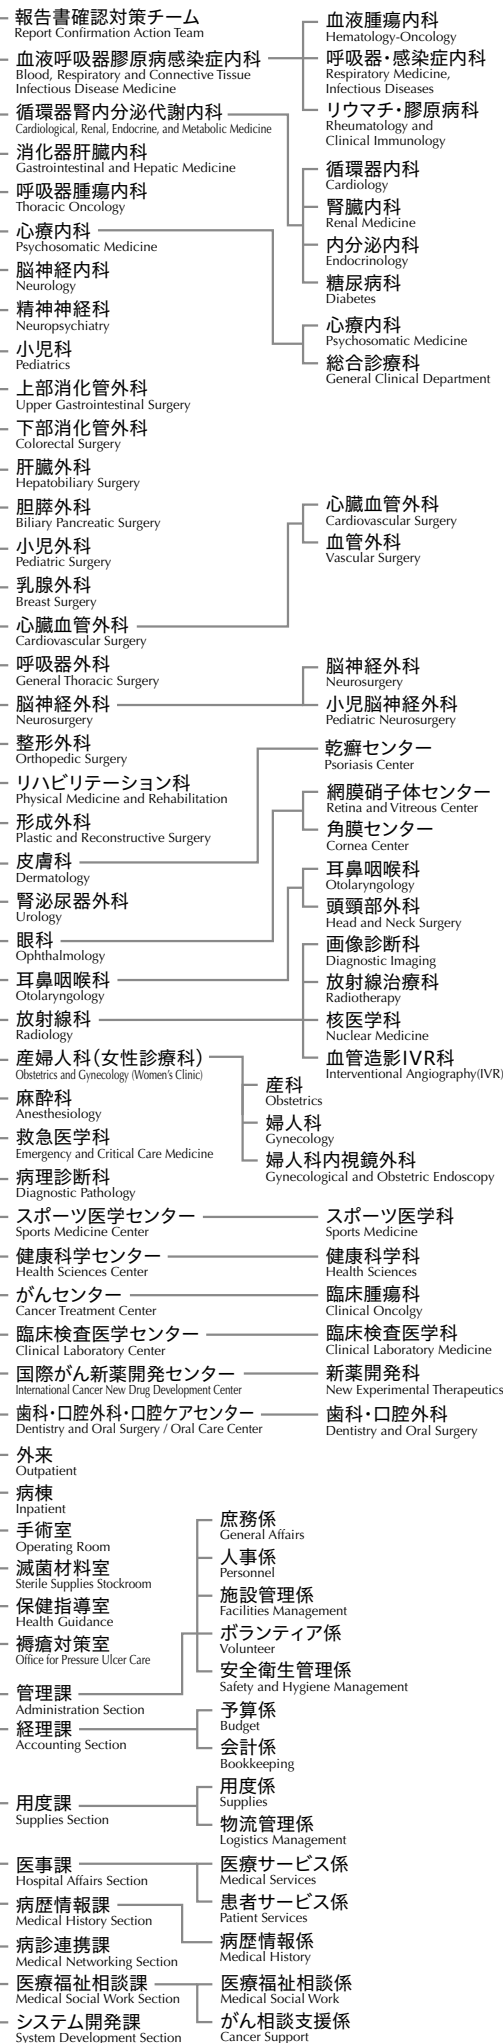 報告書確認対策チーム
Report Confirmation Action Team
血液呼吸器膠原病感染症内科
Blood, Respiratory and Connective Tissue
Infectious Disease Medicine
血液腫瘍内科
Hematology-Oncology
呼吸器・感染症内科
Respiratory Medicine,
Infectious Diseases
リウマチ・膠原病科
Rheumatology and
Clinical Immunology
循環器腎内分泌代謝内科
Cardiological, Renal, Endocrine, and Metabolic Medicine
循環器内科
Cardiology
腎臓内科
Renal Medicine
内分泌内科
Endocrinology
糖尿病科
Diabetes
消化器肝臓内科
Gastrointestinal and Hepatic Medicine
呼吸器腫瘍内科
Thoracic Oncology
心療内科
Psychosomatic Medicine
心療内科
Psychosomatic Medicine
総合診療科
General Clinical Department
脳神経内科
Neurology
精神神経科
Neuropsychiatry
小児科
Pediatrics
上部消化管外科
Upper Gastrointestinal Surgery
下部消化管外科
Colorectal Surgery
肝臓外科
Hepatobiliary Surgery
胆膵外科
Biliary Pancreatic Surgery
小児外科
Pediatric Surgery
乳腺外科
Breast Surgery
心臓血管外科
Cardiovascular Surgery
心臓血管外科
Cardiovascular Surgery
血管外科
Vascular Surgery
呼吸器外科
General Thoracic Surgery
脳神経外科
Neurosurgery
脳神経外科
Neurosurgery
小児脳神経外科
Pediatric Neurosurgery
整形外科
Orthopedic Surgery
リハビリテーション科
Physical Medicine and Rehabilitation
形成外科
Plastic and Reconstructive Surgery
皮膚科
Dermatology
乾癬センター
Psoriasis Center
腎泌尿器外科
Urology
眼科
Ophthalmology
網膜硝子体センター
Retina and Vitreous Center
角膜センター
Cornea Center
耳鼻咽喉科
Otolaryngology
耳鼻咽喉科
Otolaryngology
頭頸部外科
Head and Neck Surgery
放射線科
Radiology
画像診断科
Diagnostic Imaging
放射線治療科
Radiotherapy
核医学科
Nuclear Medicine
血管造影IVR科
Interventional Angiography(IVR)
産婦人科(女性診療科)
Obstetrics and Gynecology (Women's Clinic)
産科
Obstetrics
婦人科
Gynecology
婦人科内視鏡外科
Gynecological and Obstetric Endoscopy
麻酔科
Anesthesiology
救急医学科
Emergency and Critical Care Medicine
病理診断科
Diagnostic Pathology
スポーツ医学センター
Sports Medicine Center
スポーツ医学科
Sports Medicine
健康科学センター
Health Sciences Center
健康科学科
Health Sciences
がんセンター
Cancer Treatment Center
臨床腫瘍科
Clinical Oncolgy
臨床検査医学センター
Clinical Laboratory Center
臨床検査医学科
Clinical Laboratory Medicine
国際がん新薬開発センター
International Cancer New Drug Development Center
新薬開発科
New Experimental Therapeutics
歯科・口腔外科・口腔ケアセンター
Dentistry and Oral Surgery / Oral Care Center
歯科・口腔外科
Dentistry and Oral Surgery
外来
Outpatient
病棟
Inpatient
手術室
Operating Room
滅菌材料室
Sterile Supplies Stockroom
保健指導室
Health Guidance
褥瘡対策室
Office for Pressure Ulcer Care
管理課
Administration Section
庶務係
General Affairs
人事係
Personnel
施設管理係
Facilities Management
ボランティア係
Volunteer
安全衛生管理係
Safety and Hygiene Management
経理課
Accounting Section
予算係
Budget
会計係
Bookkeeping
用度課
Supplies Section
用度係
Supplies
物流管理係
Logistics Management
医事課
Hospital Affairs Section
医療サービス係
Medical Services
患者サービス係
Patient Services
病歴情報課
Medical History Section
病歴情報係
Medical History
病診連携課
Medical Networking Section
医療福祉相談課
Medical Social Work Section
医療福祉相談係
Medical Social Work
がん相談支援係
Cancer Support
システム開発課
System Development Section